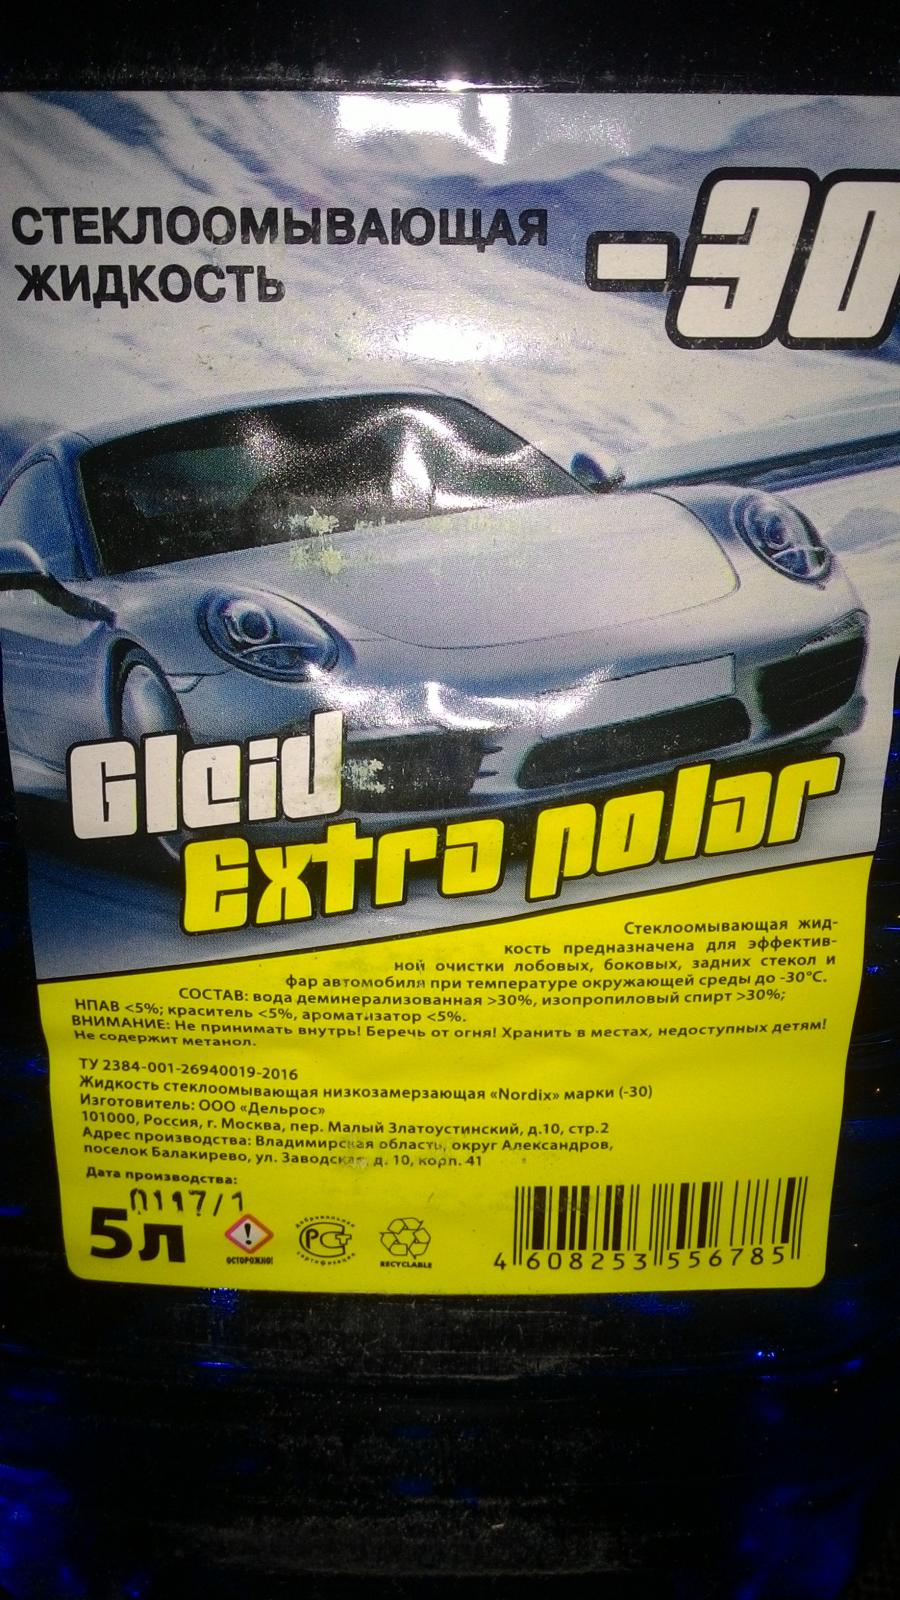 СТЕКЛООМЫВАЮЩАЯ
ЖИДКОСТЬ
-30
Gleid
Extra polar
Стеклоомывающая жид-
кость предназначена для эффектив-
ной очистки лобовых, боковых, задних стекол и
фар автомобиля при температуре окружающей среды до -30°С.
СОСТАВ: вода деминерализованная >30%, изопропиловый спирт >30%;
НПАВ <5%; краситель <5%, ароматизатор <5%.
ВНИМАНИЕ: Не принимать внутрь! Беречь от огня! Хранить в местах, недоступных детям!
Не содержит метанол.
ТУ 2384-001-26940019-2016
Жидкость стеклоомывающая низкозамерзающая «Nordix» марки (-30)
Изготовитель: ООО «Дельрос»
101000, Россия, г. Москва, пер. Малый Златоустинский, д.10, стр.2
Адрес производства: Владимирская область, округ Александров,
поселок Балакирево, ул. Заводская, д. 10, корп. 41
Дата производства:
0117/1
5л
ОСТОРОЖНО!
Добровольная
РСТ
сертификация
RECYCLABLE
4 608253 556785